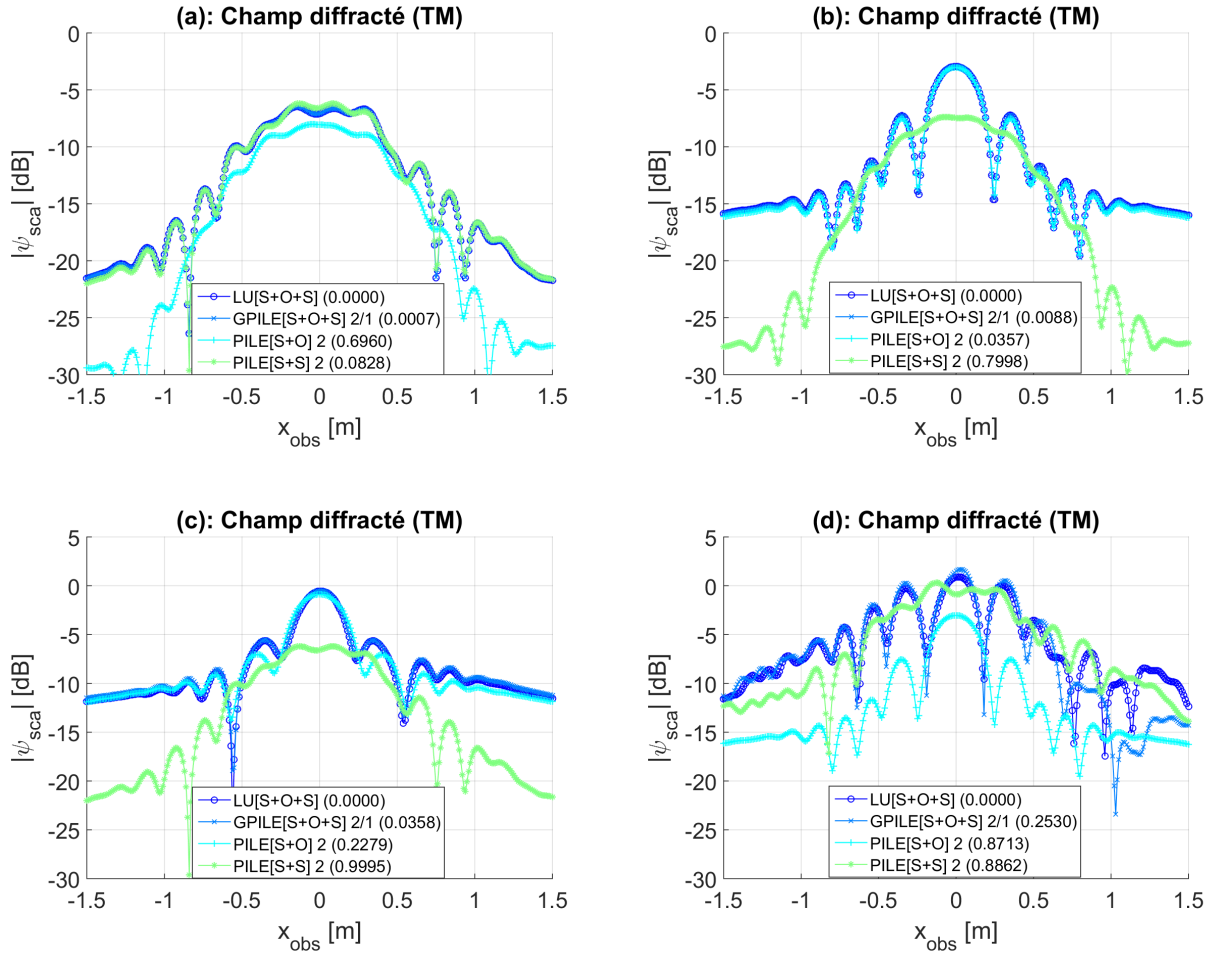 (a): Champ diffracté (TM)
|ψsca| [dB]
0
-5
-10
-15
-20
-25
-30
-1.5 -1 -0.5 0 0.5 1 1.5
xobs [m]
LU[S+O+S] (0.0000)
GPILE[S+O+S] 2/1 (0.0007)
PILE[S+O] 2 (0.6960)
PILE[S+S] 2 (0.0828)
(b): Champ diffracté (TM)
|ψsca| [dB]
0
-5
-10
-15
-20
-25
-30
-1.5 -1 -0.5 0 0.5 1 1.5
xobs [m]
LU[S+O+S] (0.0000)
GPILE[S+O+S] 2/1 (0.0088)
PILE[S+O] 2 (0.0357)
PILE[S+S] 2 (0.7998)
(c): Champ diffracté (TM)
|ψsca| [dB]
5
0
-5
-10
-15
-20
-25
-30
-1.5 -1 -0.5 0 0.5 1 1.5
xobs [m]
LU[S+O+S] (0.0000)
GPILE[S+O+S] 2/1 (0.0358)
PILE[S+O] 2 (0.2279)
PILE[S+S] 2 (0.9995)
(d): Champ diffracté (TM)
|ψsca| [dB]
5
0
-5
-10
-15
-20
-25
-30
-1.5 -1 -0.5 0 0.5 1 1.5
xobs [m]
LU[S+O+S] (0.0000)
GPILE[S+O+S] 2/1 (0.2530)
PILE[S+O] 2 (0.8713)
PILE[S+S] 2 (0.8862)